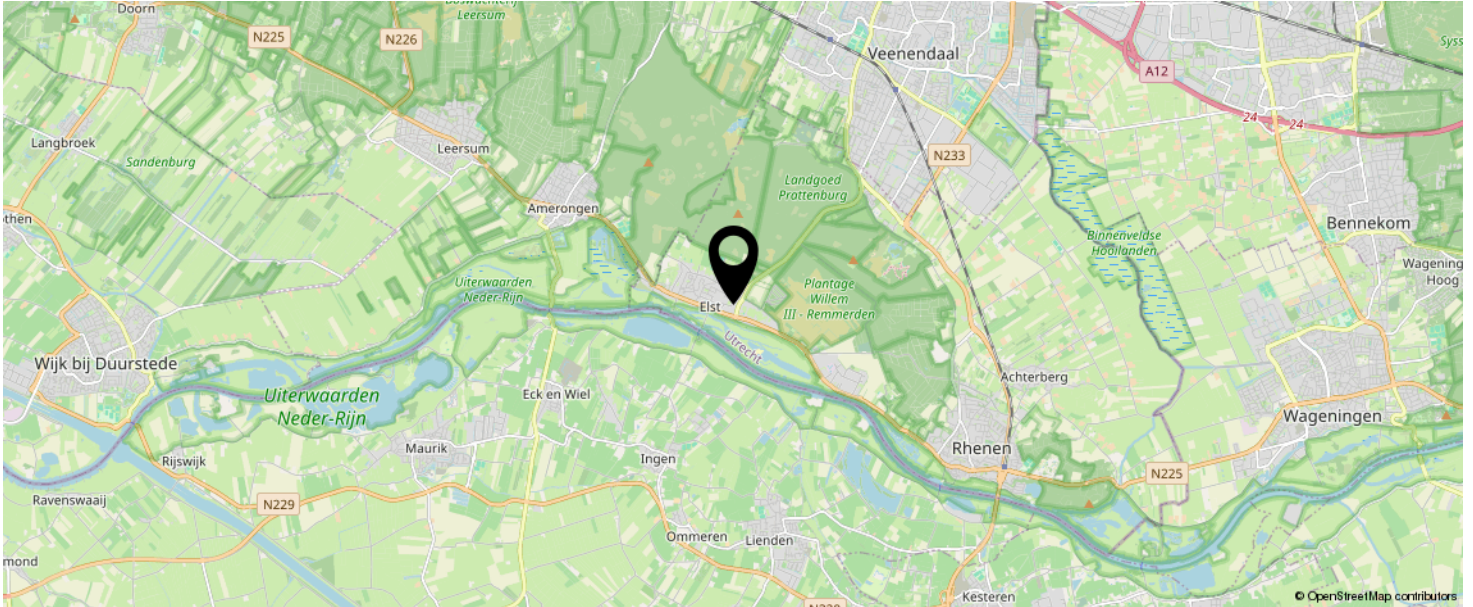 Doorn
N225
N226
Leersum
Veenendaal
A12
24
24
Langbroek
Sandenburg
Leersum
N233
Landgoed
Prattenburg
Amerongen
Bennekom
Binnenveldse
Hooilanden
Uiterwaarden
Neder-Rijn
Plantage
Willem
III - Remmerden
Hoog
Elst
Utrecht
Wijk bij Duurstede
Achterberg
Uiterwaarden
Neder-Rijn
Eck en Wiel
Wageningen
Maurik
Ingen
Rhenen
Rijswijk
N225
Ravenswaaij
N229
Ommeren
Lienden
Kesteren
© OpenStreetMap contributors